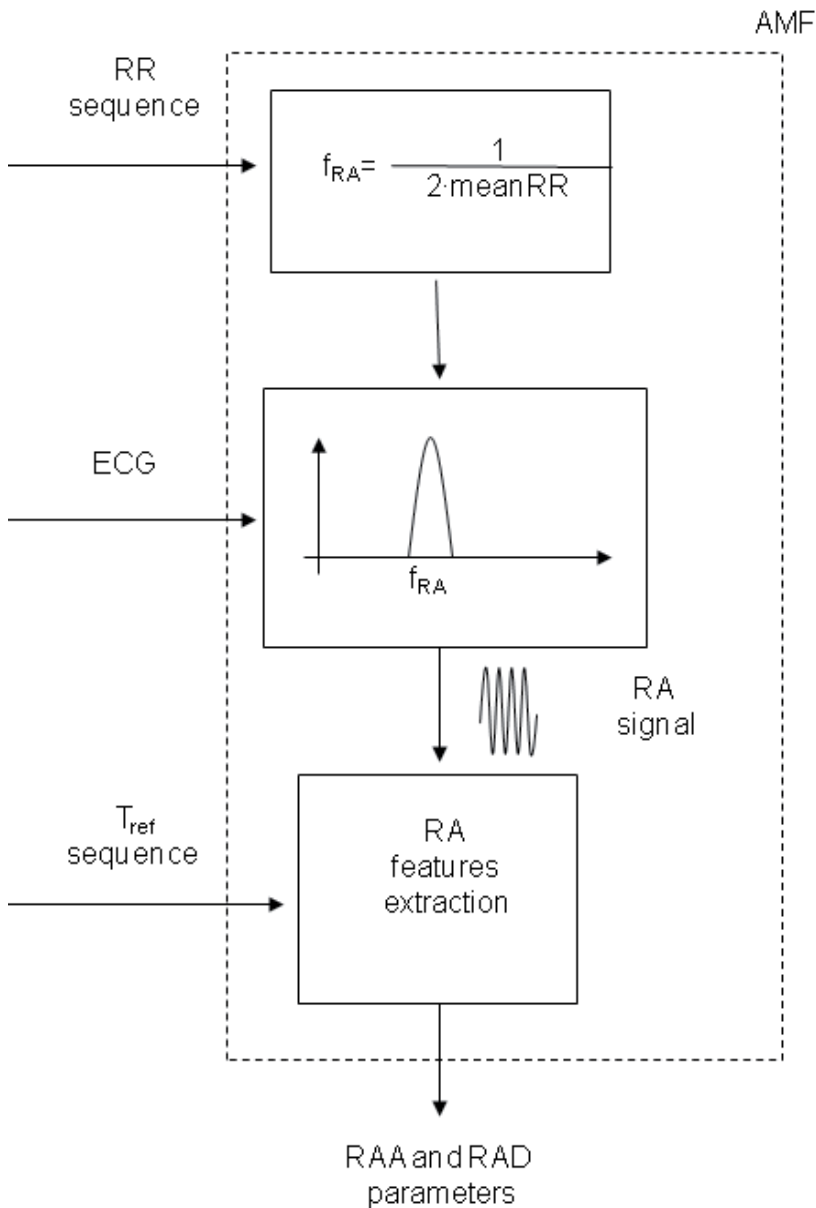 AMF
RR
sequence
f_RA= 1
2·meanRR
ECG
f_RA
RA
signal
T_ref
sequence
RA
features
extraction
RAA and RAD
parameters